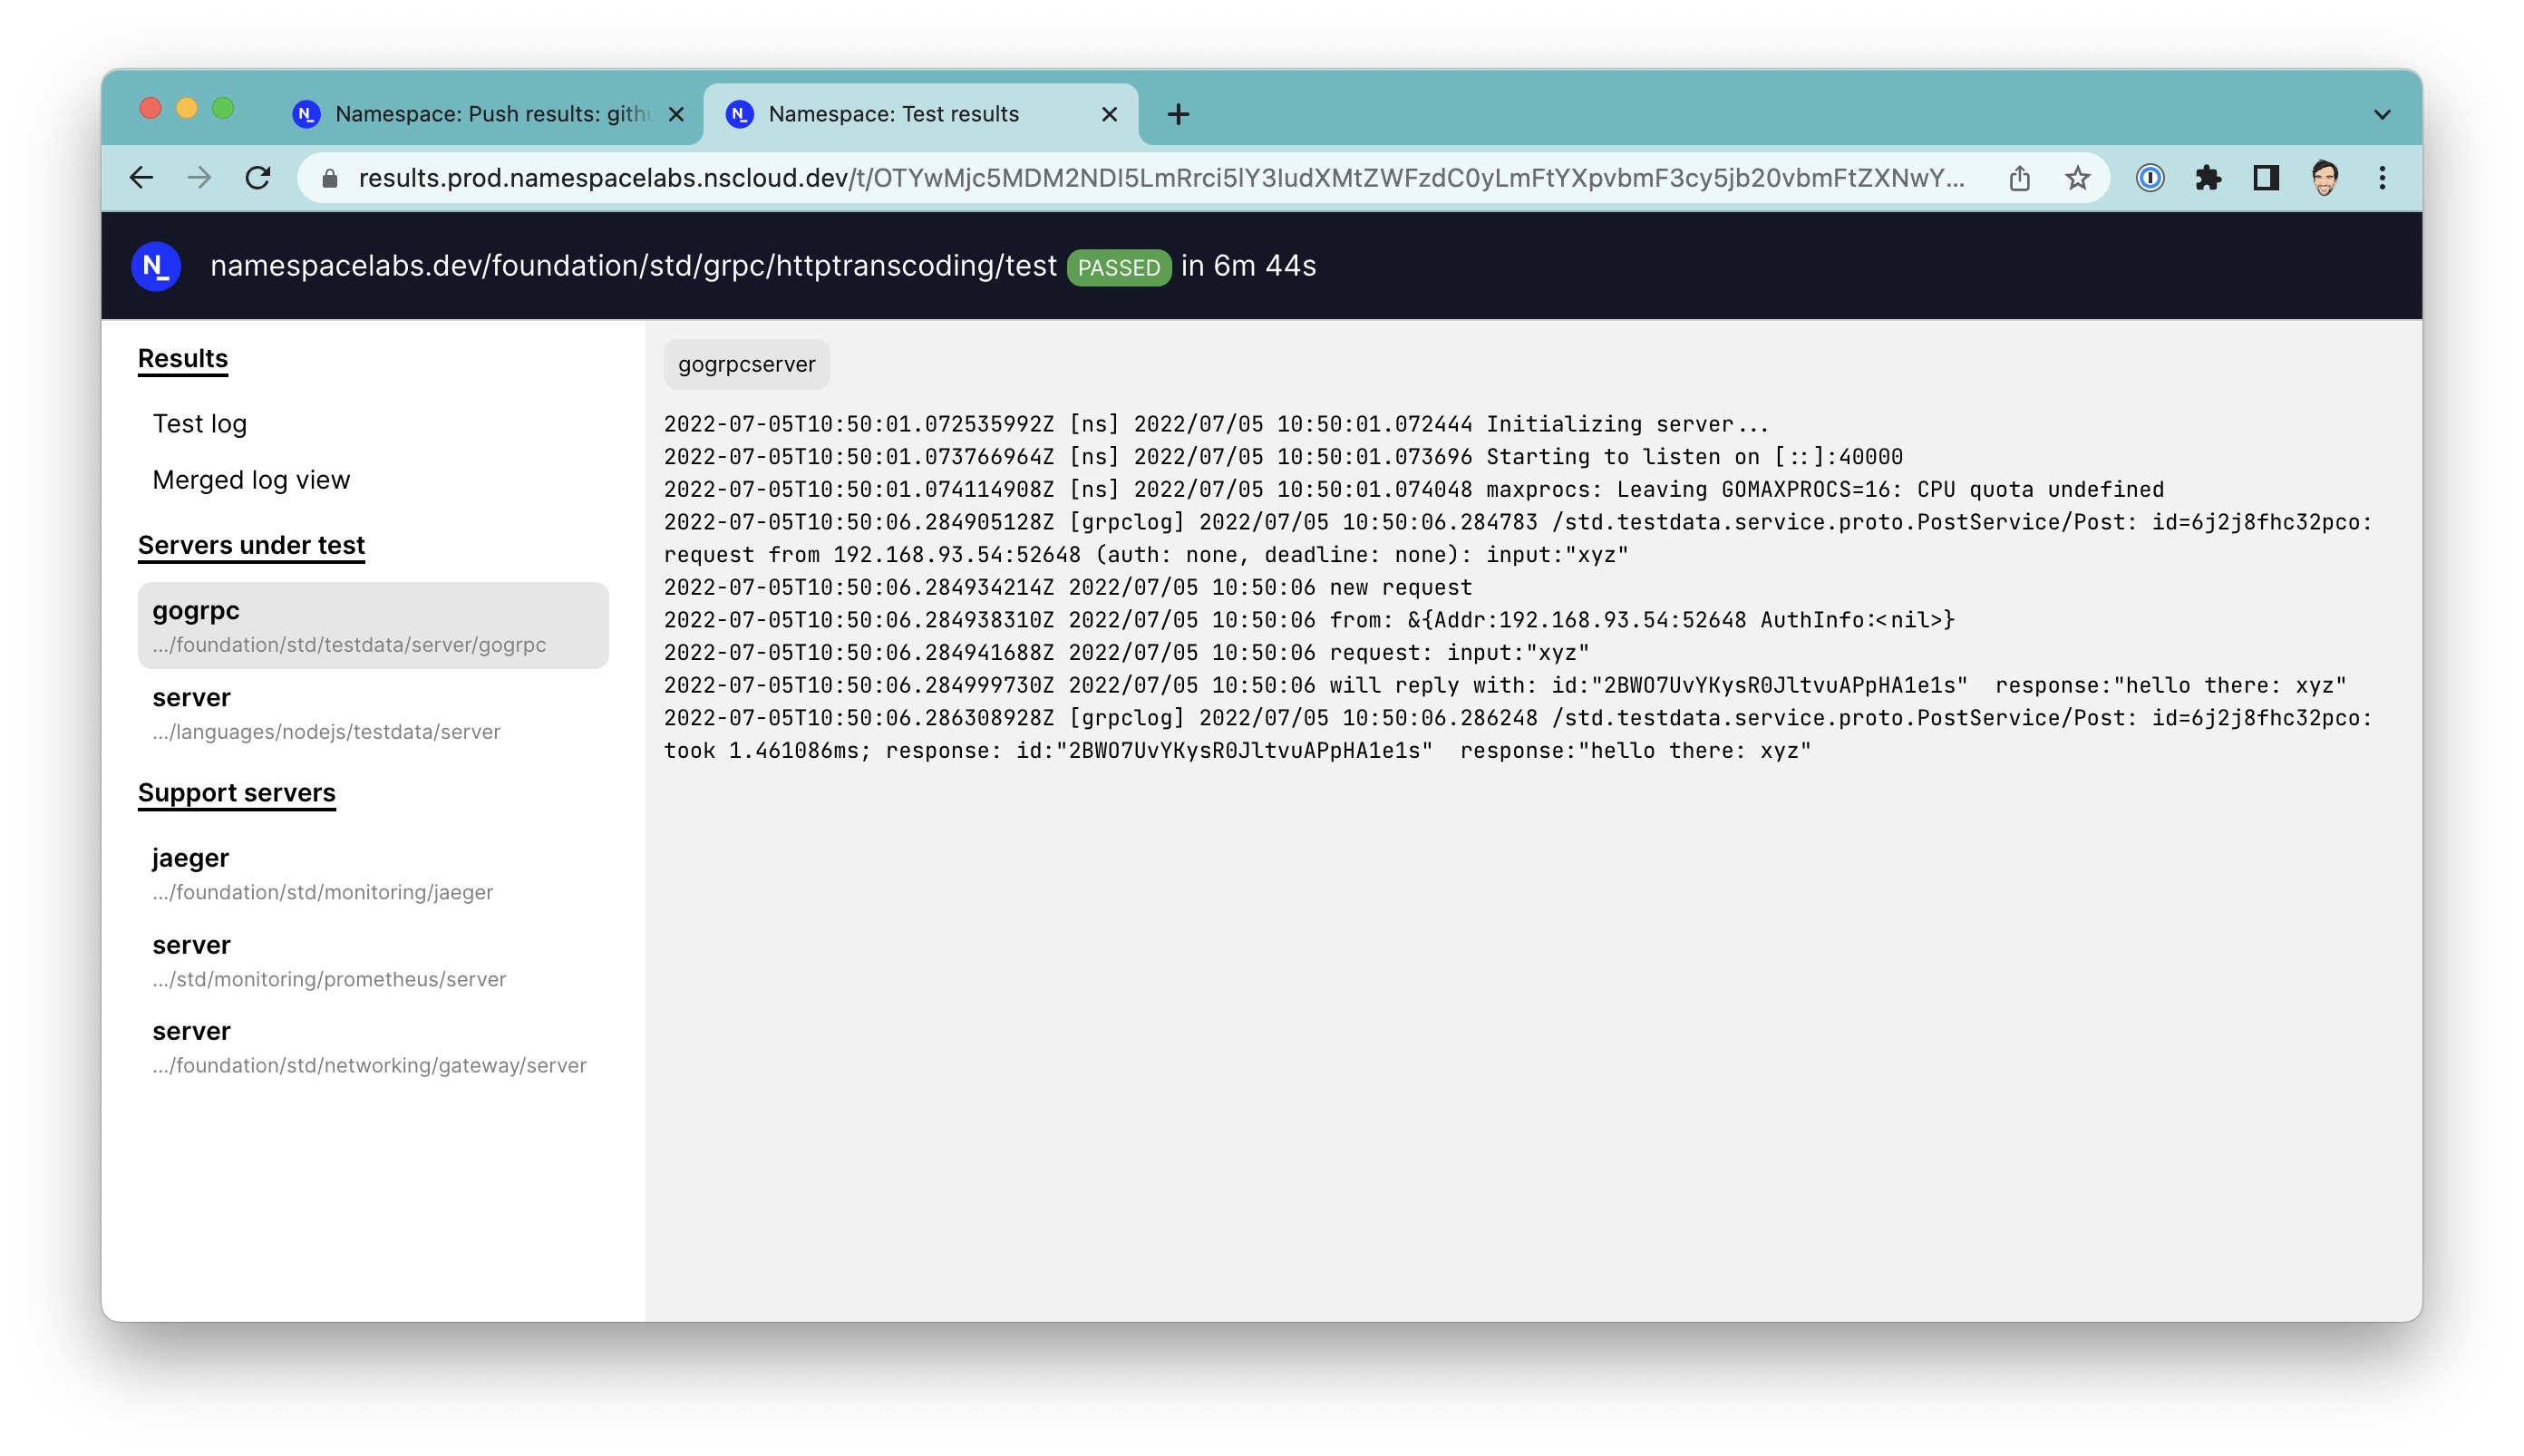 Namespace: Push results: gith
Namespace: Test results
results.prod.namespacelabs.nscloud.dev/t/OTYwMjc5MDM2NDI5LmRrci5lY3IudXMtZWFzdC0yLmFtYXpvbmF3cy5jb20vbmFtZXNwY...
N_
namespacelabs.dev/foundation/std/grpc/httptranscoding/test PASSED in 6m 44s
Results
Test log
Merged log view
Servers under test
gogrpc
.../foundation/std/testdata/server/gogrpc
server
.../languages/nodejs/testdata/server
Support servers
jaeger
.../foundation/std/monitoring/jaeger
server
.../std/monitoring/prometheus/server
server
.../foundation/std/networking/gateway/server
gogrpcserver
2022-07-05T10:50:01.072535992Z [ns] 2022/07/05 10:50:01.072444 Initializing server...
2022-07-05T10:50:01.073766964Z [ns] 2022/07/05 10:50:01.073696 Starting to listen on [::]:40000
2022-07-05T10:50:01.074114908Z [ns] 2022/07/05 10:50:01.074048 maxprocs: Leaving GOMAXPROCS=16: CPU quota undefined
2022-07-05T10:50:06.284905128Z [grpclog] 2022/07/05 10:50:06.284783 /std.testdata.service.proto.PostService/Post: id=6j2j8fhc32pco:
request from 192.168.93.54:52648 (auth: none, deadline: none): input:"xyz"
2022-07-05T10:50:06.284934214Z 2022/07/05 10:50:06 new request
2022-07-05T10:50:06.284938310Z 2022/07/05 10:50:06 from: &{Addr:192.168.93.54:52648 AuthInfo:<nil>}
2022-07-05T10:50:06.284941688Z 2022/07/05 10:50:06 request: input:"xyz"
2022-07-05T10:50:06.284999730Z 2022/07/05 10:50:06 will reply with: id:"2BWO7UvYKysR0JltvuAPpHA1e1s"  response:"hello there: xyz"
2022-07-05T10:50:06.286308928Z [grpclog] 2022/07/05 10:50:06.286248 /std.testdata.service.proto.PostService/Post: id=6j2j8fhc32pco:
took 1.461086ms; response: id:"2BWO7UvYKysR0JltvuAPpHA1e1s"  response:"hello there: xyz"